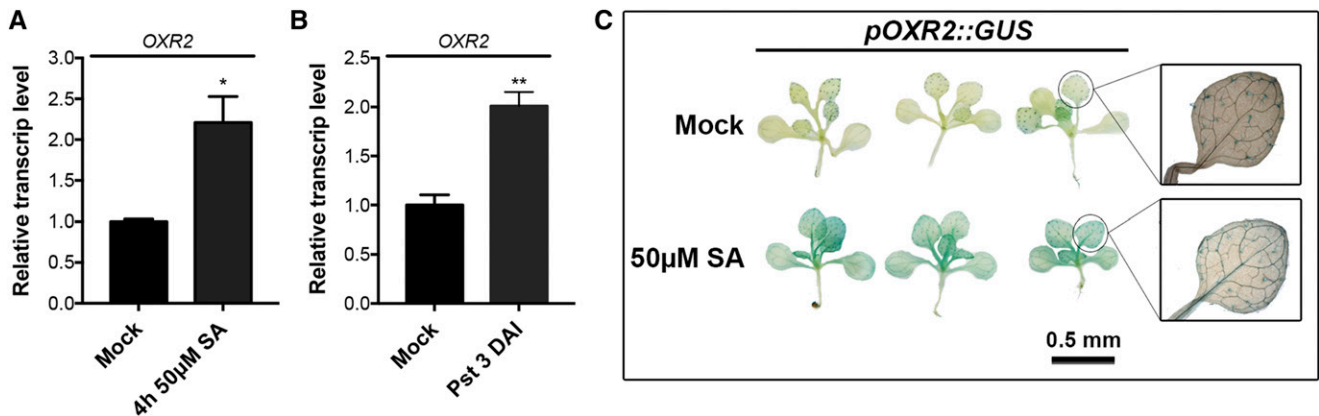 A
OXR2
Relative transcrip level
3.0
2.5
2.0
1.5
1.0
0.5
0.0
*
Mock
4h 50µM SA
B
OXR2
Relative transcrip level
2.5
2.0
1.5
1.0
0.5
0.0
**
Mock
Pst 3 DAI
C
pOXR2::GUS
Mock
50µM SA
0.5 mm